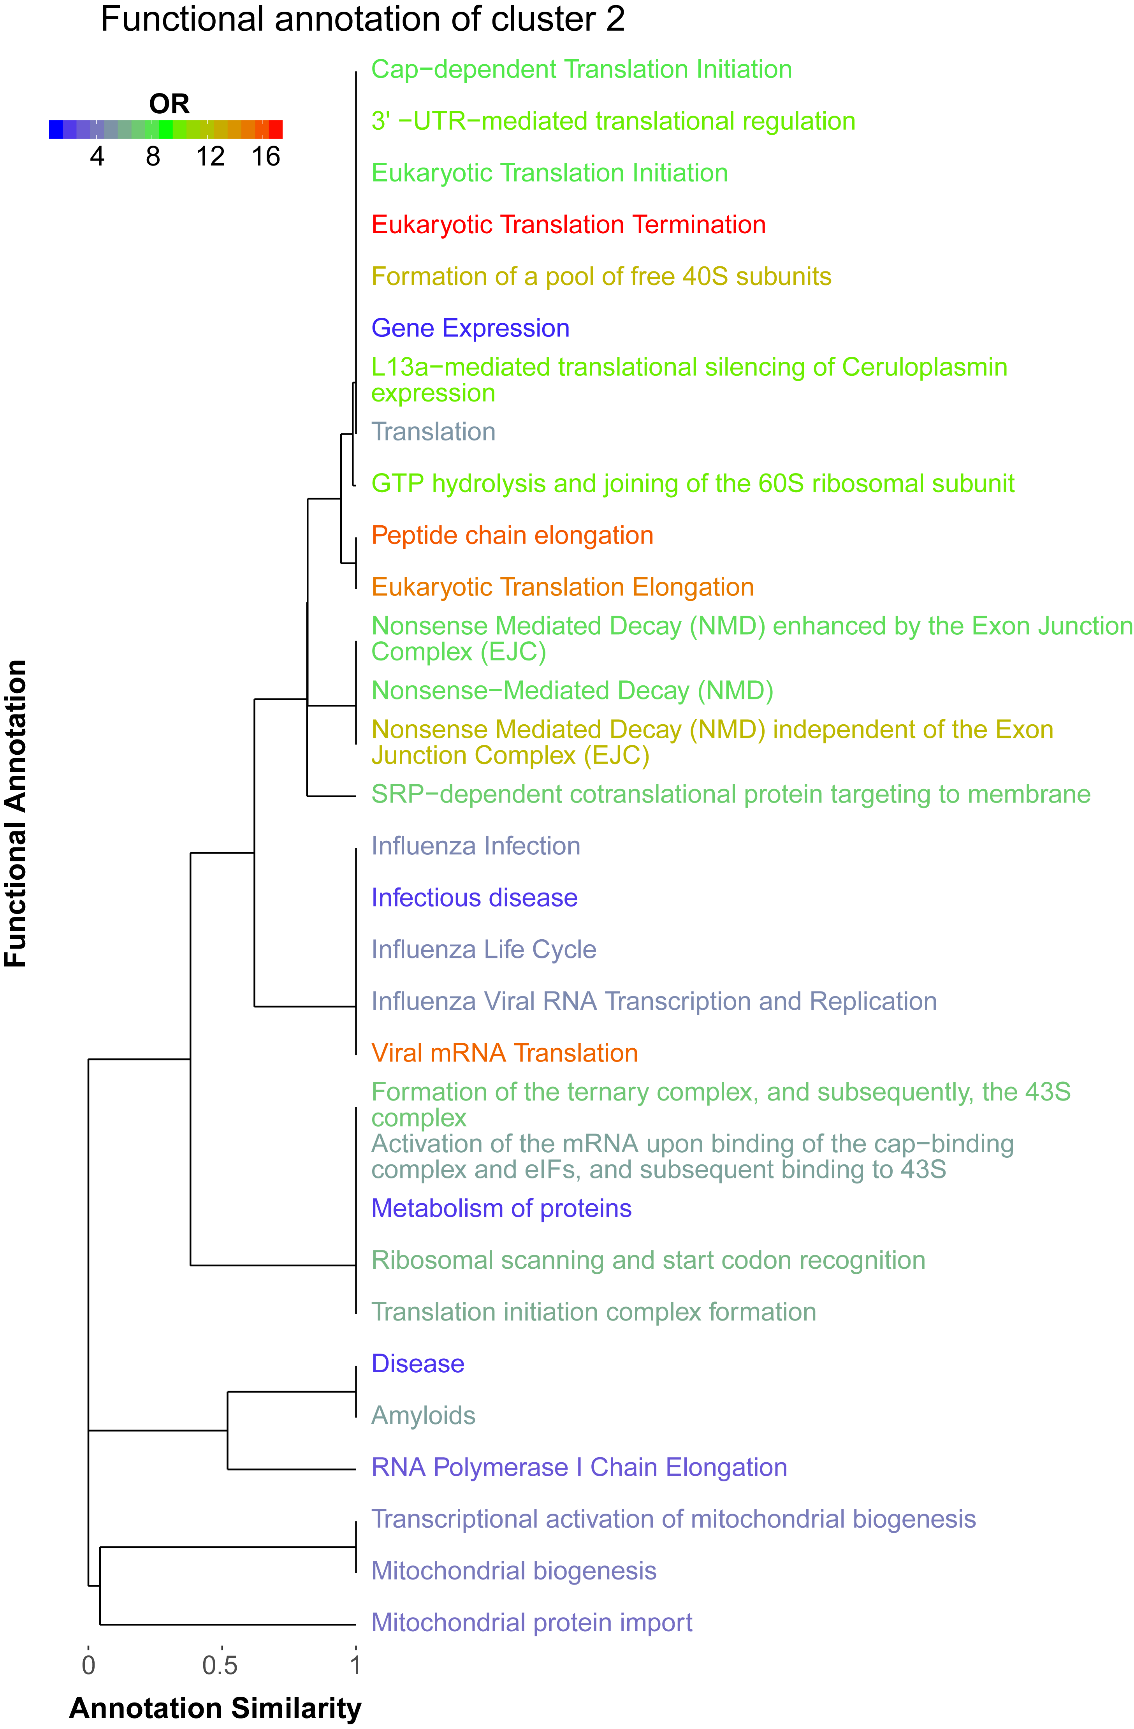 Functional annotation of cluster 2
OR
4 8 12 16
Cap−dependent Translation Initiation
3' −UTR−mediated translational regulation
Eukaryotic Translation Initiation
Eukaryotic Translation Termination
Formation of a pool of free 40S subunits
Gene Expression
L13a−mediated translational silencing of Ceruloplasmin
expression
Translation
GTP hydrolysis and joining of the 60S ribosomal subunit
Peptide chain elongation
Eukaryotic Translation Elongation
Nonsense Mediated Decay (NMD) enhanced by the Exon Junction
Complex (EJC)
Nonsense−Mediated Decay (NMD)
Nonsense Mediated Decay (NMD) independent of the Exon
Junction Complex (EJC)
SRP−dependent cotranslational protein targeting to membrane
Influenza Infection
Infectious disease
Influenza Life Cycle
Influenza Viral RNA Transcription and Replication
Viral mRNA Translation
Formation of the ternary complex, and subsequently, the 43S
complex
Activation of the mRNA upon binding of the cap−binding
complex and eIFs, and subsequent binding to 43S
Metabolism of proteins
Ribosomal scanning and start codon recognition
Translation initiation complex formation
Disease
Amyloids
RNA Polymerase I Chain Elongation
Transcriptional activation of mitochondrial biogenesis
Mitochondrial biogenesis
Mitochondrial protein import
Functional Annotation
0 0.5 1
Annotation Similarity